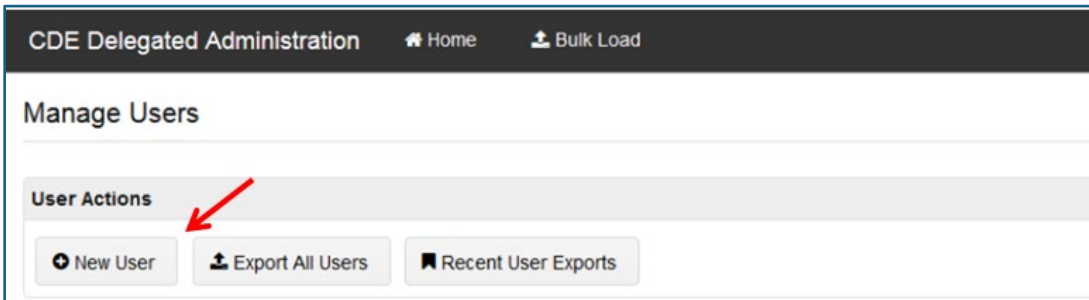 CDE Delegated Administration Home Bulk Load
Manage Users
User Actions
New User Export All Users Recent User Exports